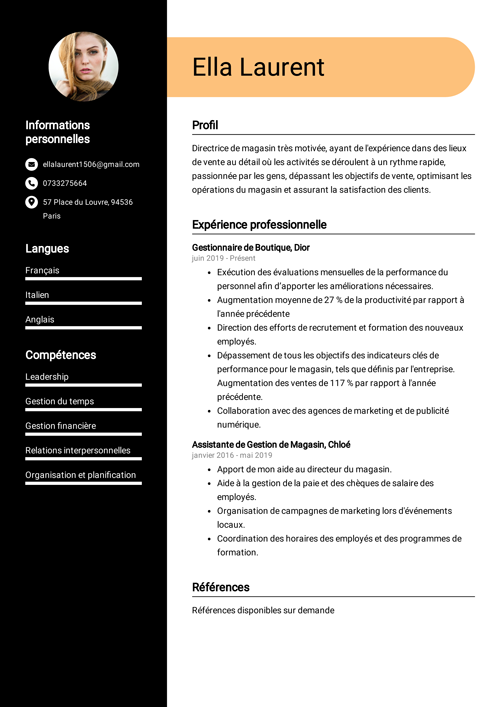 Ella Laurent
Informations
personnelles
ellalaurent1506@gmail.com
0733275664
57 Place du Louvre, 94536
Paris
Langues
Français
Italien
Anglais
Compétences
Leadership
Gestion du temps
Gestion financière
Relations interpersonnelles
Organisation et planification
Profil
Directrice de magasin très motivée, ayant de l'expérience dans des lieux
de vente au détail où les activités se déroulent à un rythme rapide,
passionnée par les gens, dépassant les objectifs de vente, optimisant les
opérations du magasin et assurant la satisfaction des clients.
Expérience professionnelle
Gestionnaire de Boutique, Dior
juin 2019 - Présent
• Exécution des évaluations mensuelles de la performance du
personnel afin d'apporter les améliorations nécessaires.
• Augmentation moyenne de 27 % de la productivité par rapport à
l'année précédente
• Direction des efforts de recrutement et formation des nouveaux
employés.
• Dépassement de tous les objectifs des indicateurs clés de
performance pour le magasin, tels que définis par l'entreprise.
Augmentation des ventes de 117 % par rapport à l'année
précédente.
• Collaboration avec des agences de marketing et de publicité
numérique.
Assistante de Gestion de Magasin, Chloé
janvier 2016 - mai 2019
• Apport de mon aide au directeur du magasin.
• Aide à la gestion de la paie et des chèques de salaire des
employés.
• Organisation de campagnes de marketing lors d'événements
locaux.
• Coordination des horaires des employés et des programmes de
formation.
Références
Références disponibles sur demande